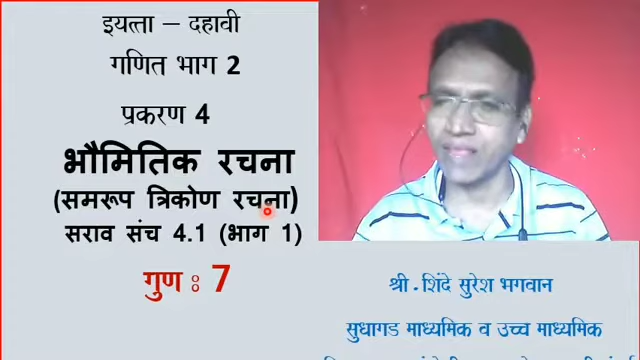 इयत्ता – दहावी
गणित भाग 2
प्रकरण 4
भौमितिक रचना
(समरूप त्रिकोण रचना)
सराव संच 4.1 (भाग 1)
गुण : 7
श्री . शिंदे सुरेश भगवान
सुधागड माध्यमिक व उच्च माध्यमिक